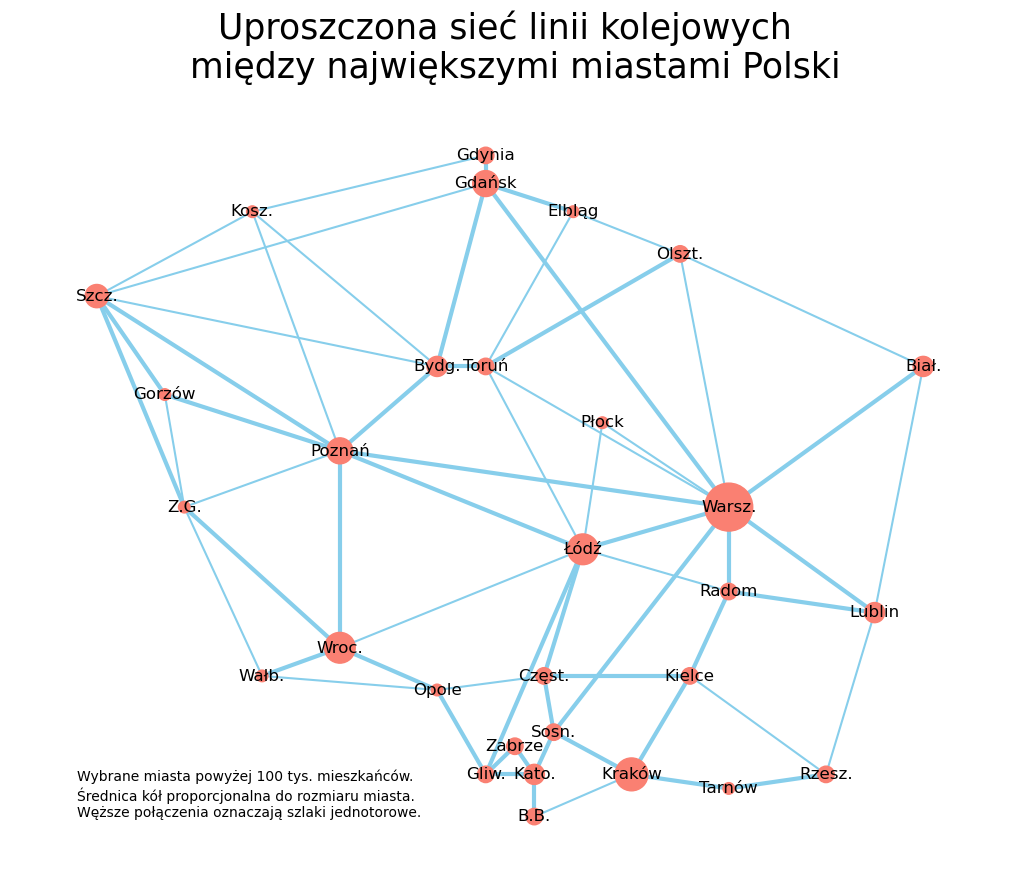 Uproszczona sieć linii kolejowych
między największymi miastami Polski
Gdynia
Gdańsk
Kosz.
Elbląg
Olszt.
Szcz.
Bydg.
Toruń
Biał.
Gorzów
Płock
Poznań
Z.G.
Warsz.
Łódź
Radom
Lublin
Wroc.
Wałb.
Częst.
Kielce
Opole
Sosn.
Zabrze
Gliw.
Kato.
Kraków
Rzesz.
Tarnów
B.B.
Wybrane miasta powyżej 100 tys. mieszkańców.
Średnica kół proporcjonalna do rozmiaru miasta.
Węższe połączenia oznaczają szlaki jednotorowe.